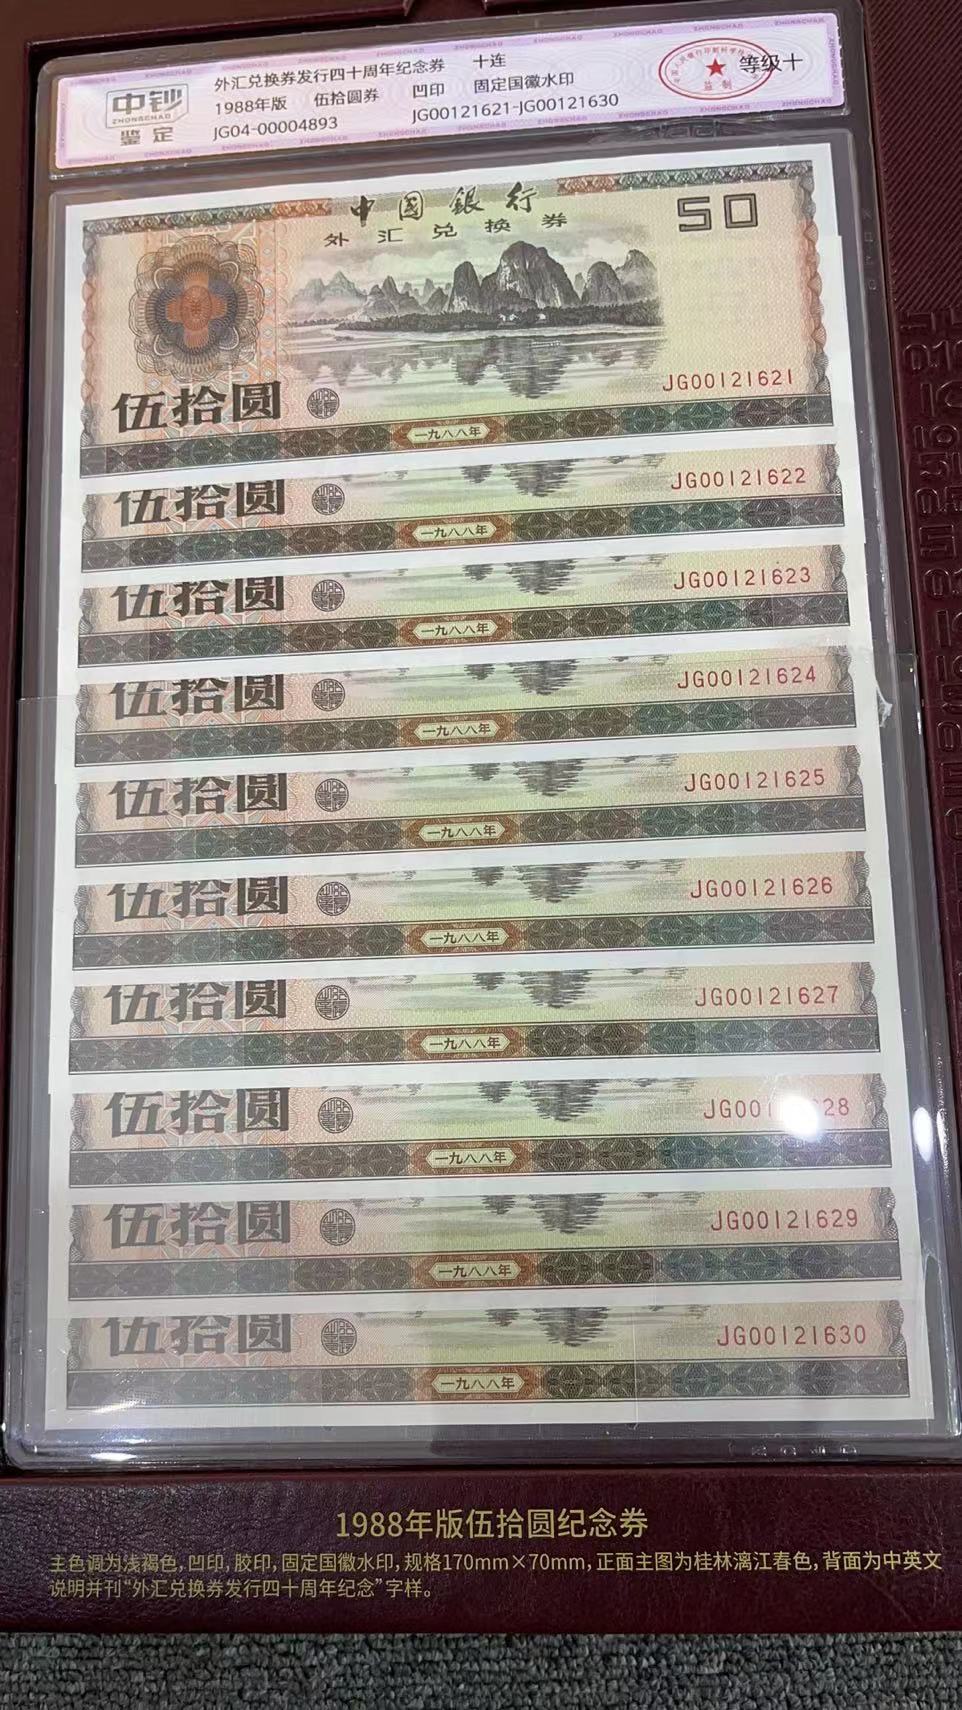 外汇兑换券发行四十周年纪念券 十连
中钞 1988年版 伍拾圆券 凹印 固定国徽水印 等级十
ZHONGCHAO
鉴定 JG04-00004893 JG00121621-JG00121630
监制
中國銀行
外汇兑换券
50
JG00121621
伍拾圆
一九八八年
JG00121622
伍拾圆
一九八八年
JG00121623
伍拾圆
一九八八年
JG00121624
伍拾圆
一九八八年
JG00121625
伍拾圆
一九八八年
JG00121626
伍拾圆
一九八八年
JG00121627
伍拾圆
一九八八年
伍拾圆
一九八八年
JG00121629
伍拾圆
一九八八年
JG00121630
伍拾圆
一九八八年
1988年版伍拾圆纪念券
主色调为浅褐色,凹印,胶印,固定国徽水印,规格170mm×70mm,正面主图为桂林漓江春色,背面为中英文
说明并刊“外汇兑换券发行四十周年纪念”字样。